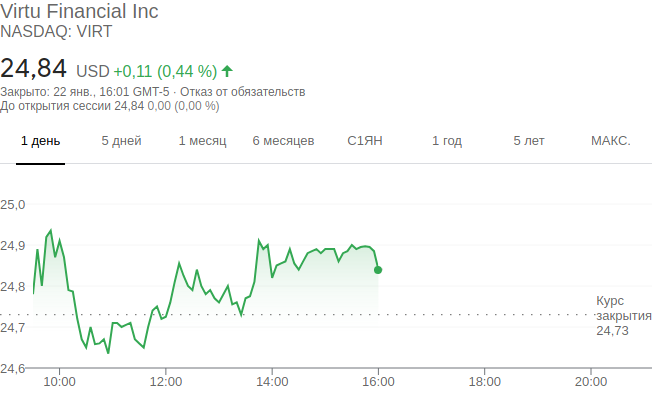 Virtu Financial Inc
NASDAQ: VIRT
24,84 USD +0,11 (0,44 %)
Закрыто: 22 янв., 16:01 GMT-5 · Отказ от обязательств
До открытия сессии 24,84 0,00 (0,00 %)
1 день 5 дней 1 месяц 6 месяцев С1ЯН 1 год 5 лет МАКС.
25,0
24,9
24,8
24,7
24,6
Курс
закрытия
24,73
10:00 12:00 14:00 16:00 18:00 20:00